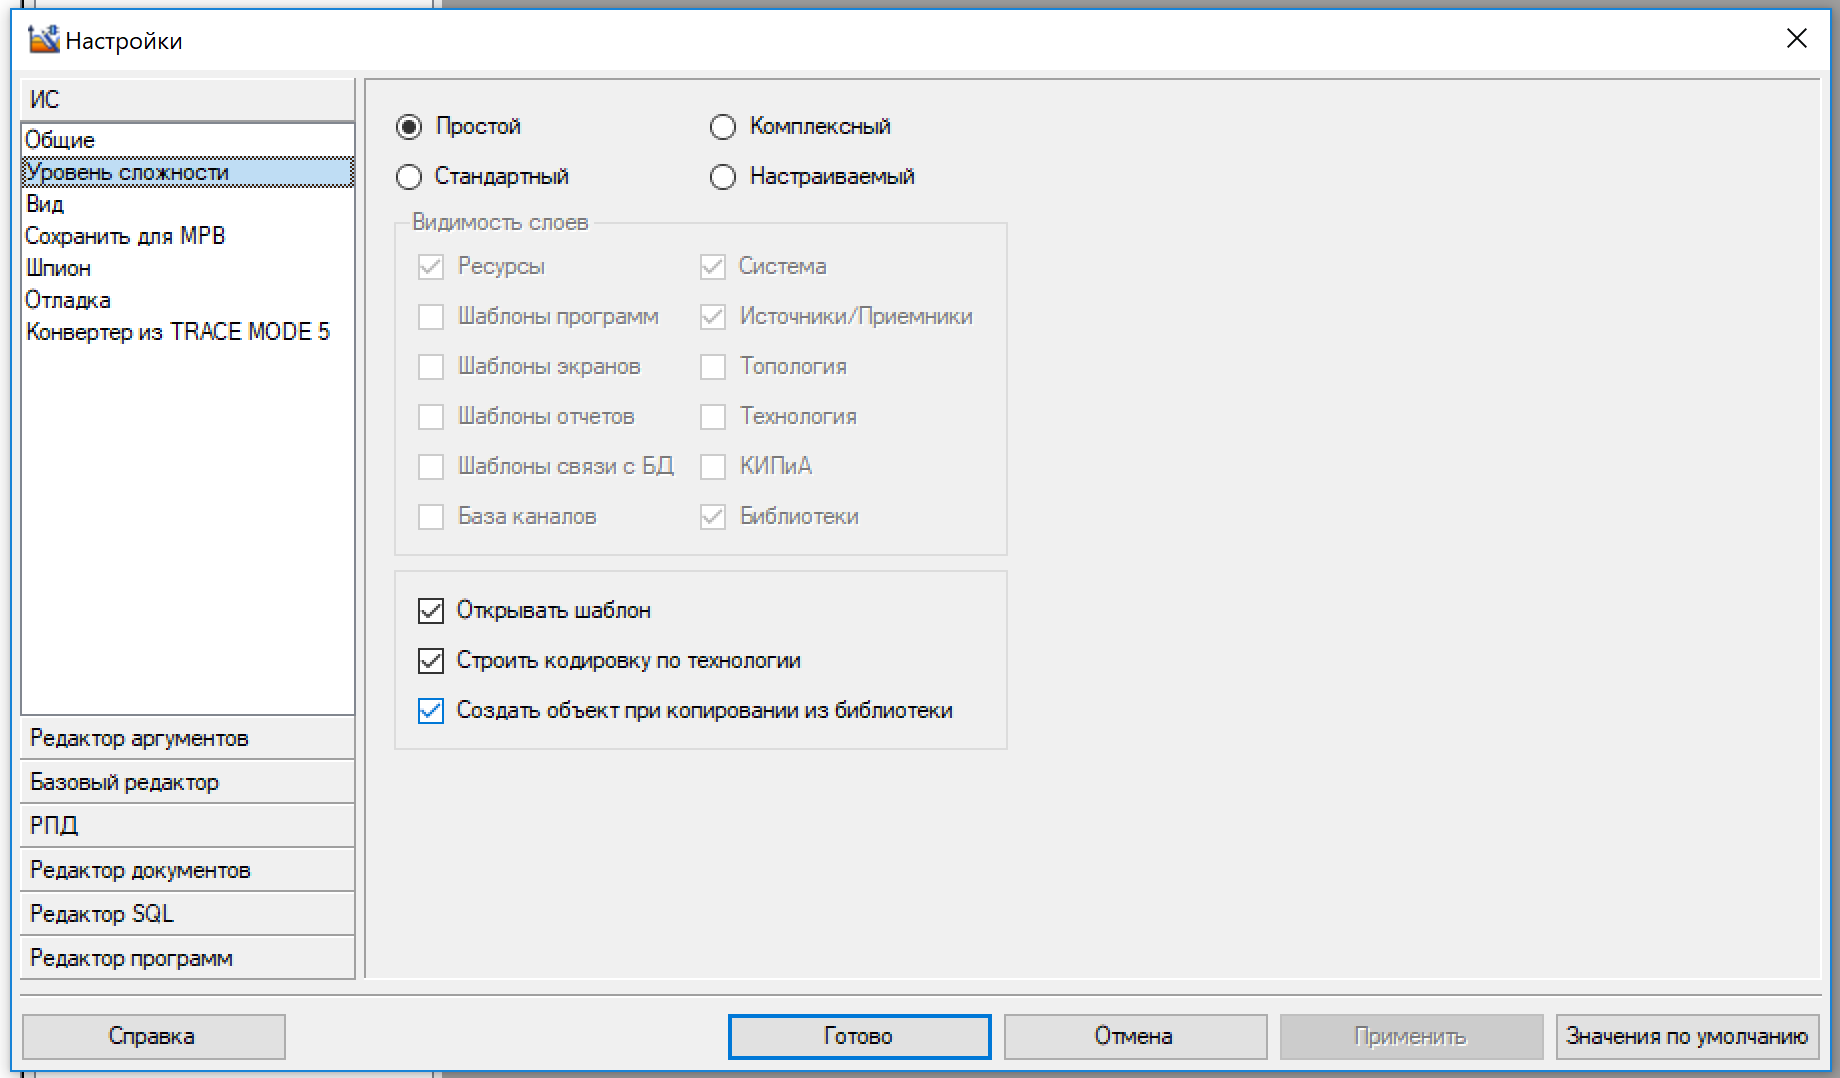 Настройки
ИС
Общие
Уровень сложности
Вид
Сохранить для МРВ
Шпион
Отладка
Конвертер из TRACE MODE 5
Редактор аргументов
Базовый редактор
РПД
Редактор документов
Редактор SQL
Редактор программ
Простой
Комплексный
Стандартный
Настраиваемый
Видимость слоев
Ресурсы
Система
Шаблоны программ
Источники/Приемники
Шаблоны экранов
Топология
Шаблоны отчетов
Технология
Шаблоны связи с БД
КИПиА
База каналов
Библиотеки
Открывать шаблон
Строить кодировку по технологии
Создать объект при копировании из библиотеки
Справка
Готово
Отмена
Применить
Значения по умолчанию